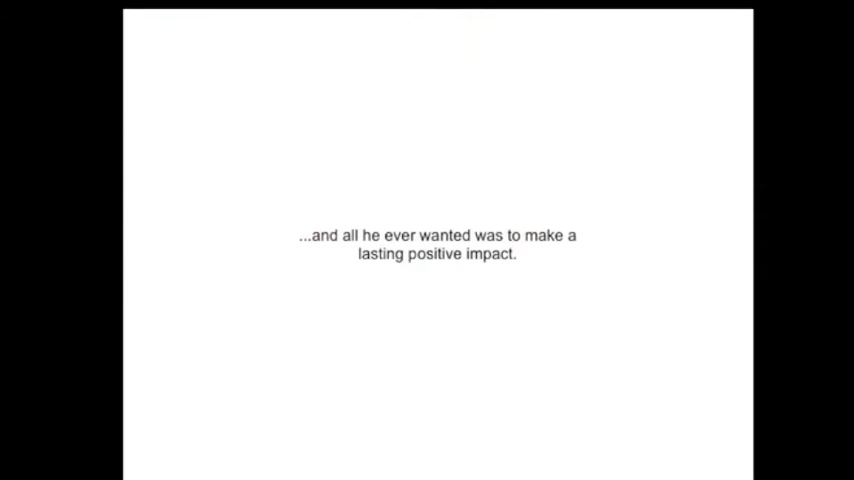 ...and all he ever wanted was to make a
lasting positive impact.